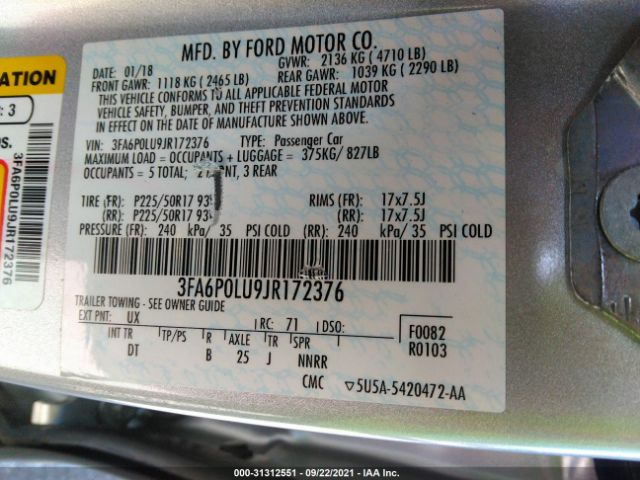 MFD. BY FORD MOTOR CO.
DATE: 01/18 GVWR: 2136 KG ( 4710 LB)
FRONT GAWR: 1118 KG ( 2465 LB) REAR GAWR: 1039 KG ( 2290 LB)
THIS VEHICLE CONFORMS TO ALL APPLICABLE FEDERAL MOTOR
VEHICLE SAFETY, BUMPER, AND THEFT PREVENTION STANDARDS
IN EFFECT ON THE DATE OF MANUFACTURE SHOWN ABOVE.
VIN: 3FA6P0LU9JR172376 TYPE: Passenger Car
MAXIMUM LOAD = OCCUPANTS + LUGGAGE = 375KG/ 827LB
OCCUPANTS = 5 TOTAL; 3 REAR
TIRE (FR): P225/50R17 93 RIMS (FR): 17x7.5J
(RR): P225/50R17 93 (RR): 17x7.5J
PRESSURE (FR): 240 kPa/ 35 PSI COLD (RR): 240 kPa/ 35 PSI COLD
3FA6P0LU9JR172376
TRAILER TOWING - SEE OWNER GUIDE
EXT PNT: UX RC: 71 DSO: F0082
INT TR TP/PS R AXLE TR SPR R0103
DT B 25 J NNRR
CMC 5U5A-5420472-AA
3FA6P0LU9JR172376
000-31312551 - 09/22/2021 - IAA Inc.